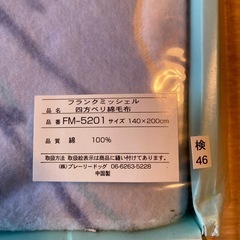 フランクミッシェル
品名 四方ベリ綿毛布
品番 FM-5201 サイズ 140×200cm
品質 綿 100%
取扱方法 取扱絵表示は商品に縫い付けてあります。
(株)プレーリードッグ 06-6263-5228
中国製
検
46